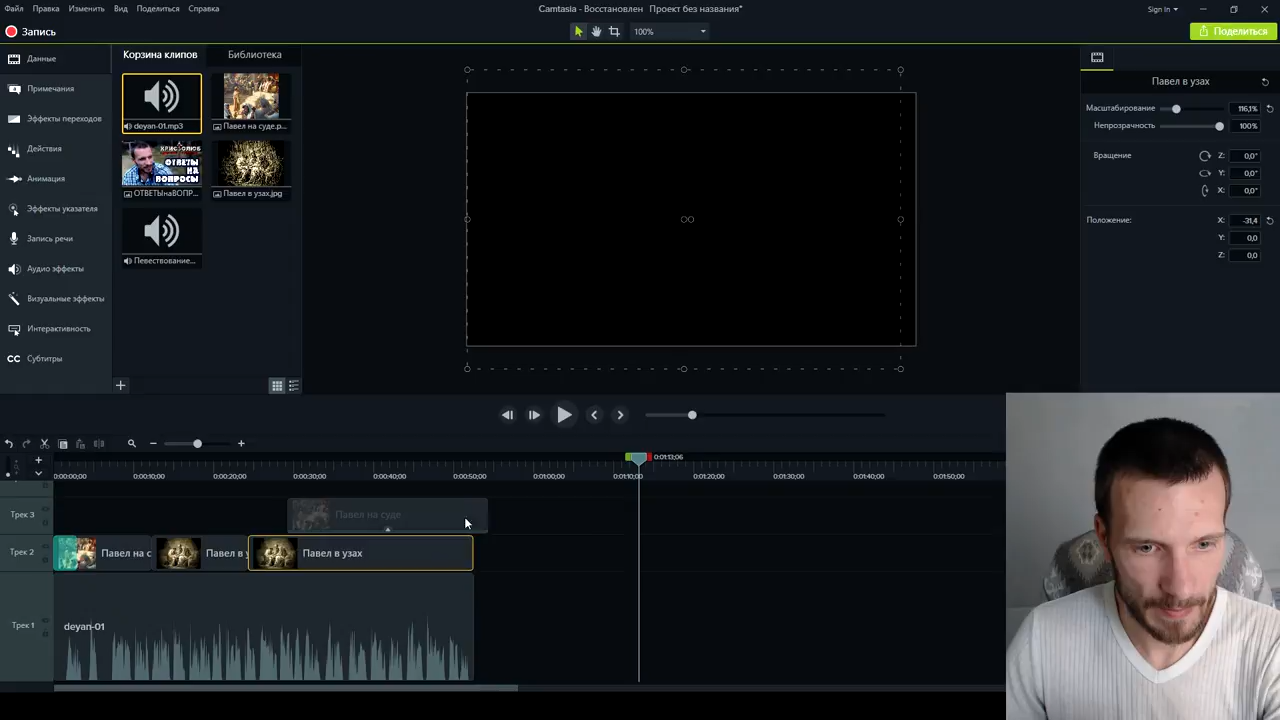 Файл Правка Изменить Вид Поделиться Справка
Camtasia - Восстановлен Проект без названия*
Sign In
Запись
100%
Поделиться
Данные
Примечания
Эффекты переходов
Действия
Анимация
Эффекты указателя
Запись речи
Аудио эффекты
Визуальные эффекты
Интерактивность
CC Субтитры
Корзина клипов Библиотека
deyan-01.mp3
Павел на суде.p...
ОТВЕТЫ
НА
ВОПРОСЫ
ОТВЕТЫнаВОПР...
Павел в узах.jpg
Певествование...
Павел в узах
Масштабирование 116,1%
Непрозрачность 100%
Вращение Z: 0,0°
Y: 0,0°
X: 0,0°
Положение: X: -31,4
Y: 0,0
Z: 0,0
0:01:13;06
0:00:00;00 0:00:10;00 0:00:20;00 0:00:30;00 0:00:40;00 0:00:50;00 0:01:00;00 0:01:10;00 0:01:20;00 0:01:30;00 0:01:40;00 0:01:50;00
Трек 3
Павел на суде
Трек 2
Павел на с
Павел в у
Павел в узах
Трек 1
deyan-01